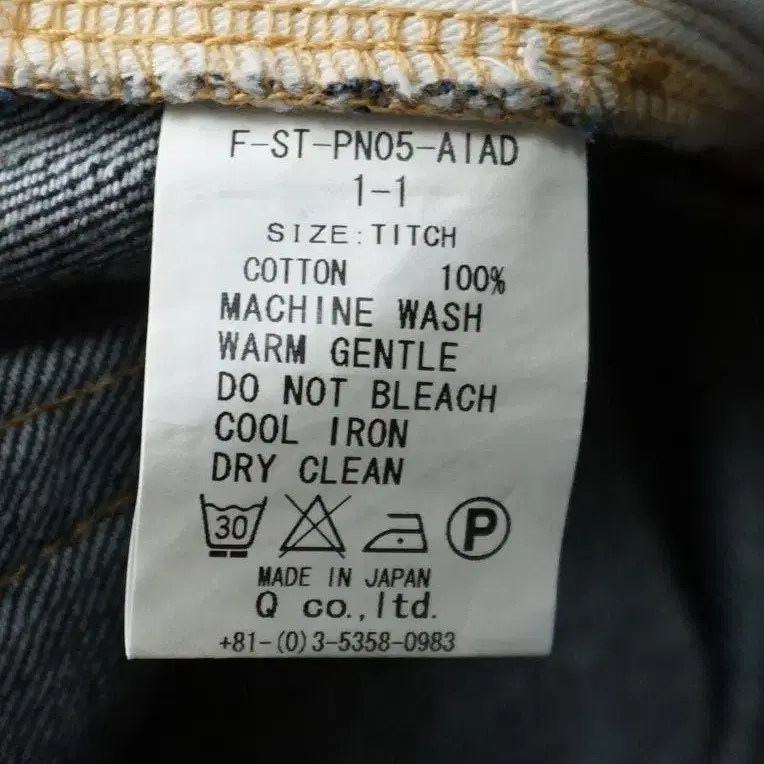 F-ST-PN05-AIAD
1-1
SIZE:TITCH
COTTON 100%
MACHINE WASH
WARM GENTLE
DO NOT BLEACH
COOL IRON
DRY CLEAN
30 P
MADE IN JAPAN
Q co.,ltd.
+81-(0)3-5358-0983